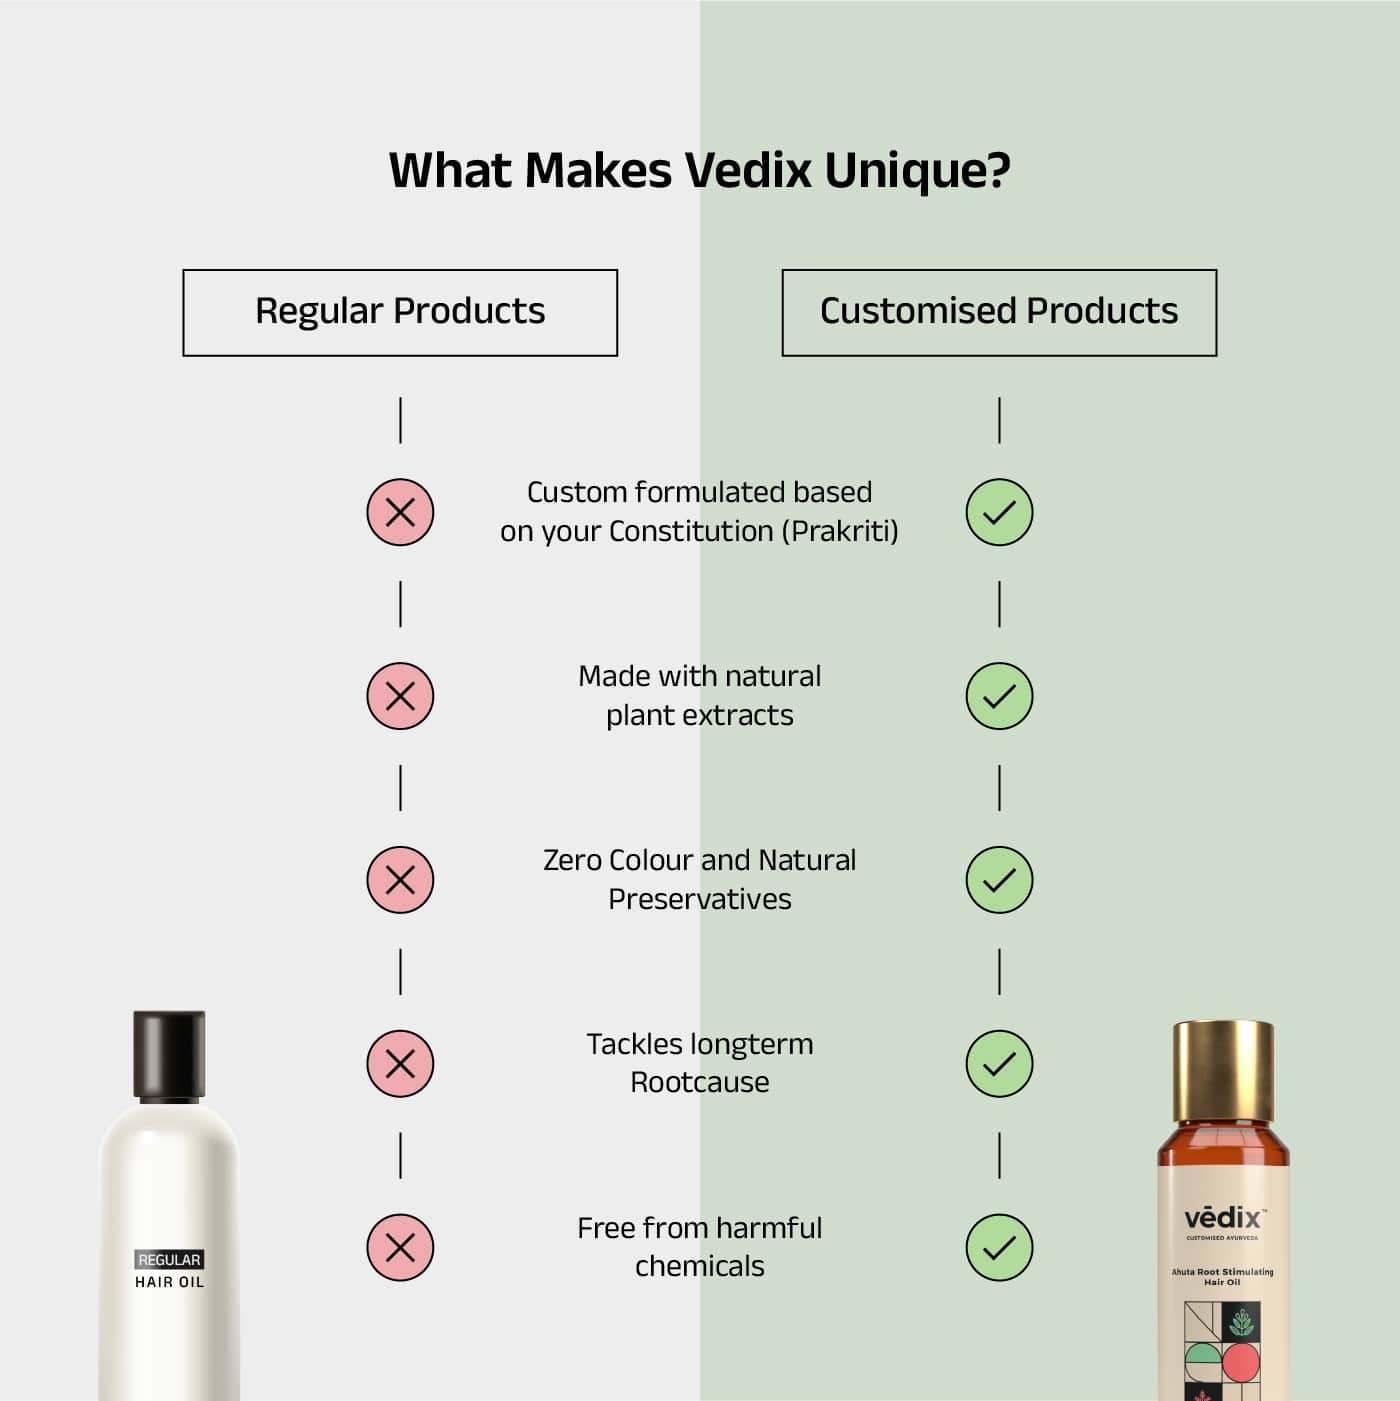 What Makes Vedix Unique?
Regular Products
Customised Products
Custom formulated based
on your Constitution (Prakriti)
Made with natural
plant extracts
Zero Colour and Natural
Preservatives
Tackles longterm
Rootcause
Free from harmful
chemicals
REGULAR
HAIR OIL
vēdix™
CUSTOMISED AYURVEDA
Ahuta Root Stimulating
Hair Oil